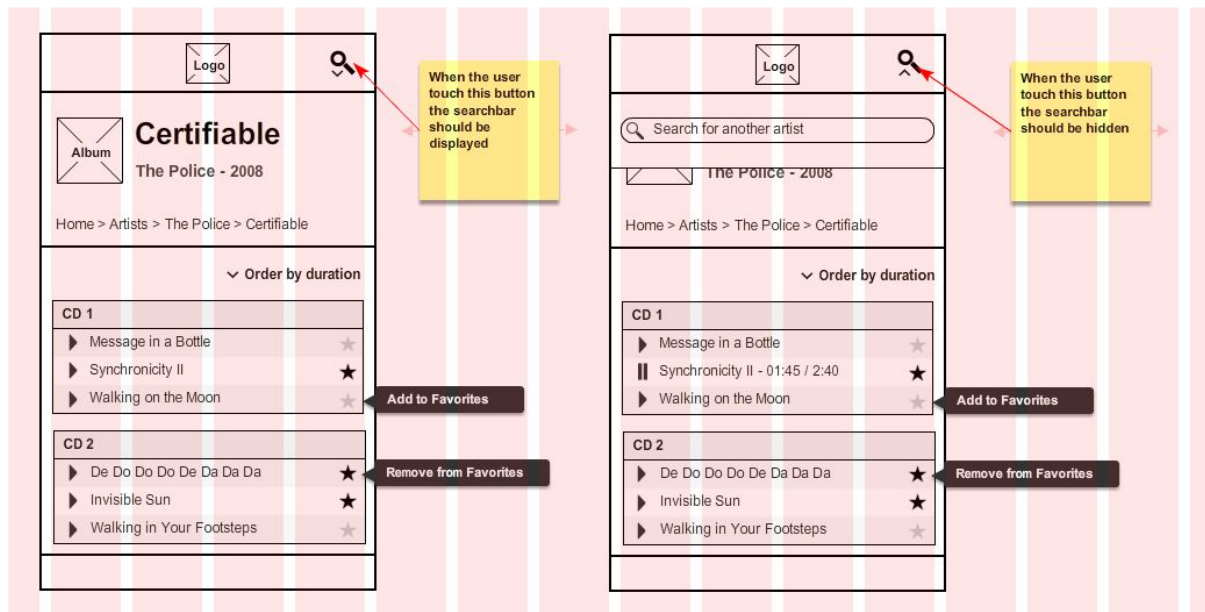 Logo
When the user
touch this button
the searchbar
should be
displayed
Album
Certifiable
The Police - 2008
Home > Artists > The Police > Certifiable
Order by duration
CD 1
Message in a Bottle
Synchronicity II
Walking on the Moon
Add to Favorites
CD 2
De Do Do Do De Da Da Da
Remove from Favorites
Invisible Sun
Walking in Your Footsteps
Logo
When the user
touch this button
the searchbar
should be hidden
Search for another artist
The Police - 2008
Home > Artists > The Police > Certifiable
Order by duration
CD 1
Message in a Bottle
Synchronicity II - 01:45 / 2:40
Walking on the Moon
Add to Favorites
CD 2
De Do Do Do De Da Da Da
Remove from Favorites
Invisible Sun
Walking in Your Footsteps